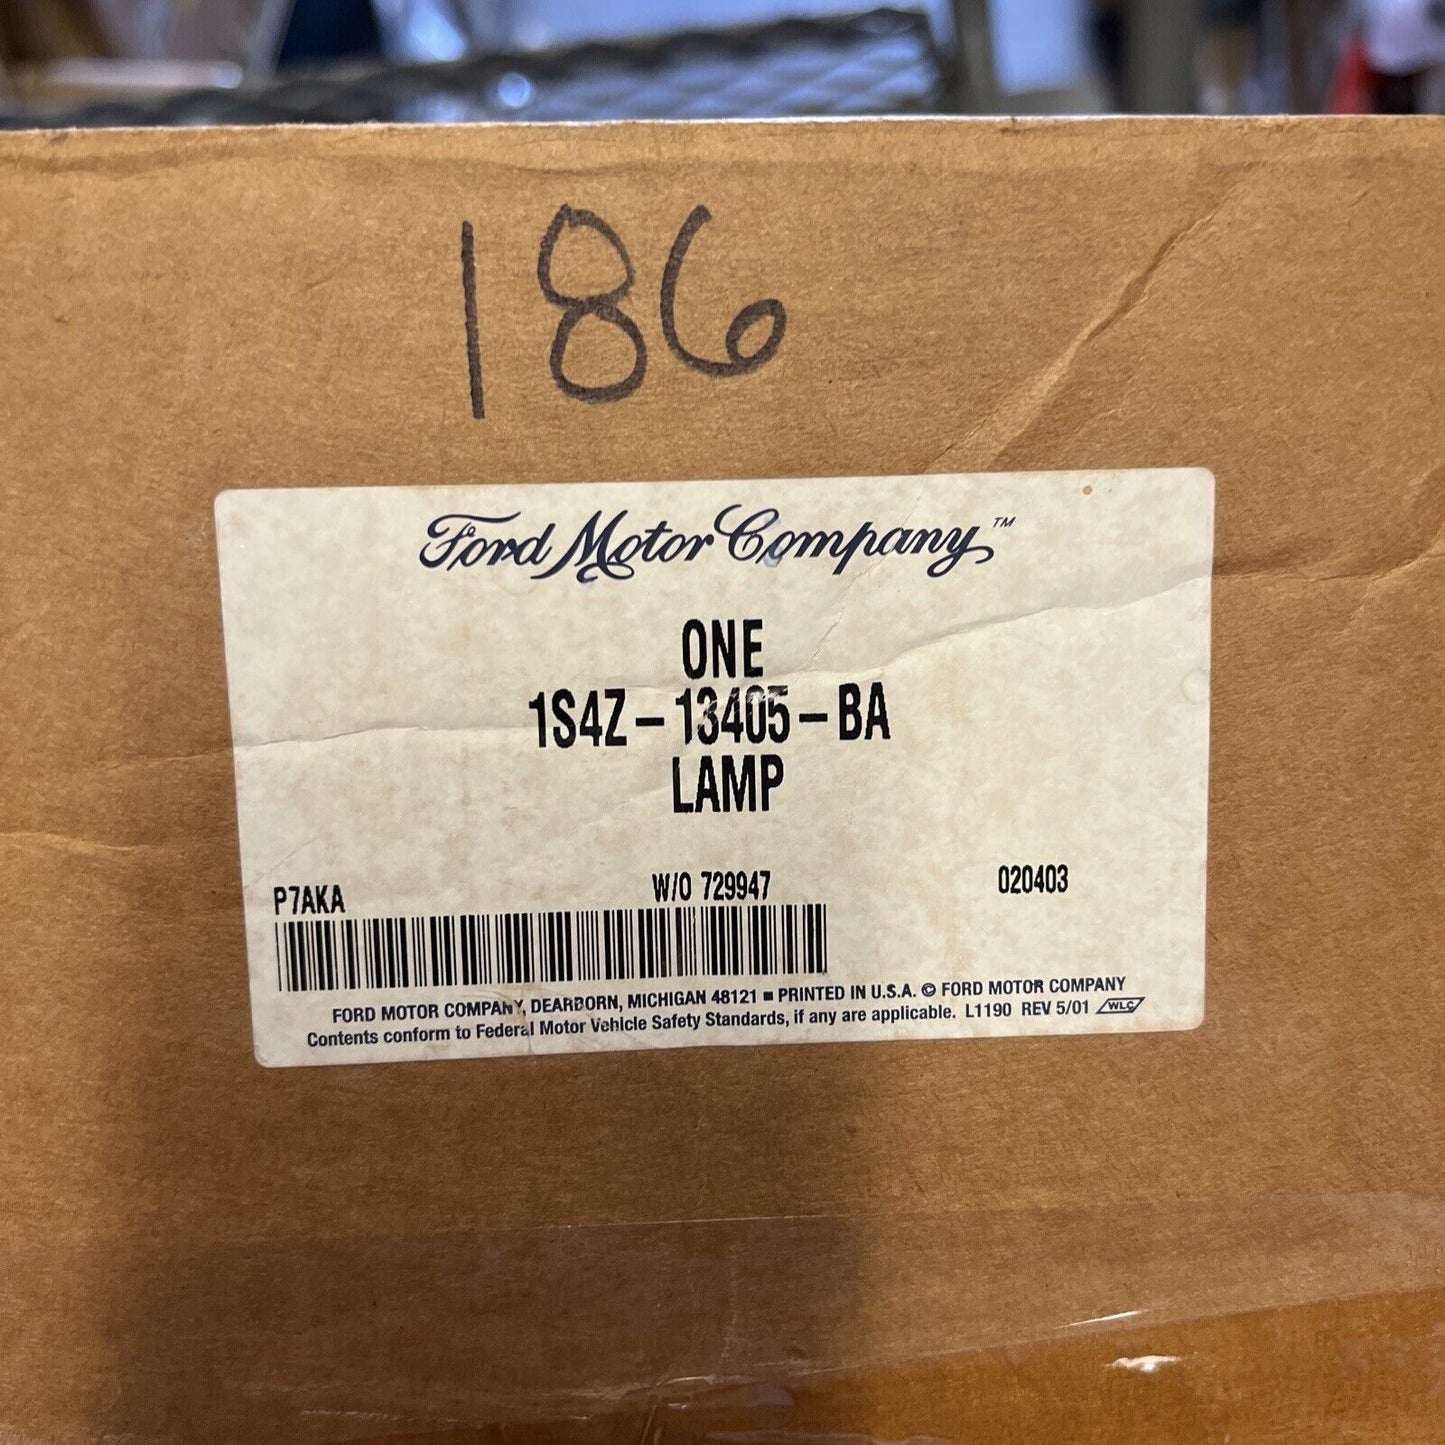 186
Ford Motor Company™
ONE
1S4Z-13405-BA
LAMP
P7AKA W/O 729947 020403
FORD MOTOR COMPANY, DEARBORN, MICHIGAN 48121 ■ PRINTED IN U.S.A. © FORD MOTOR COMPANY
Contents conform to Federal Motor Vehicle Safety Standards, if any are applicable. L1190 REV 5/01 WLC